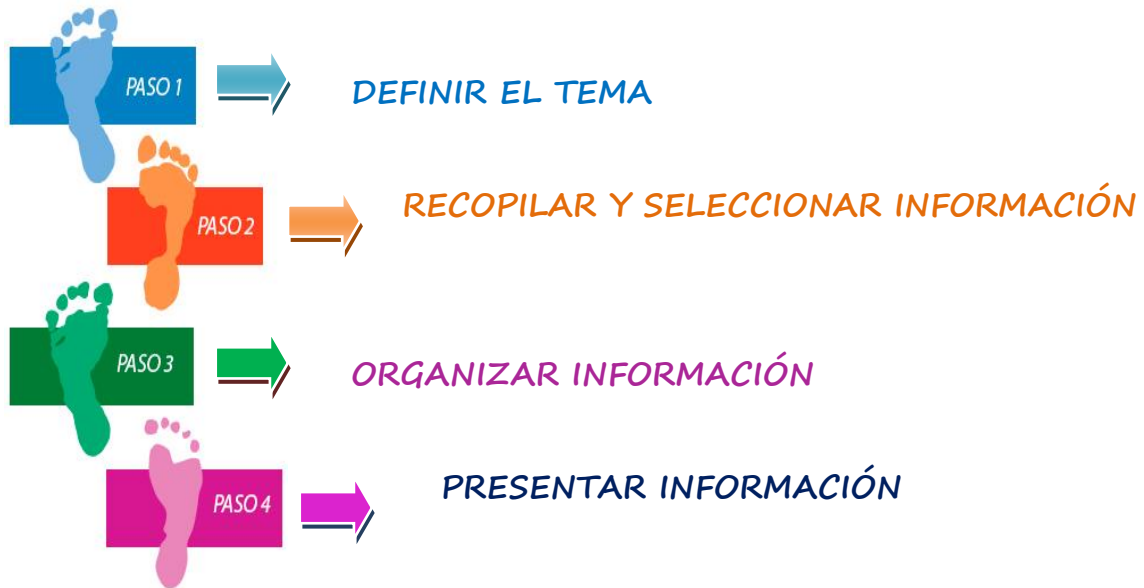 PASO 1
DEFINIR EL TEMA
PASO 2
RECOPILAR Y SELECCIONAR INFORMACIÓN
PASO 3
ORGANIZAR INFORMACIÓN
PASO 4
PRESENTAR INFORMACIÓN